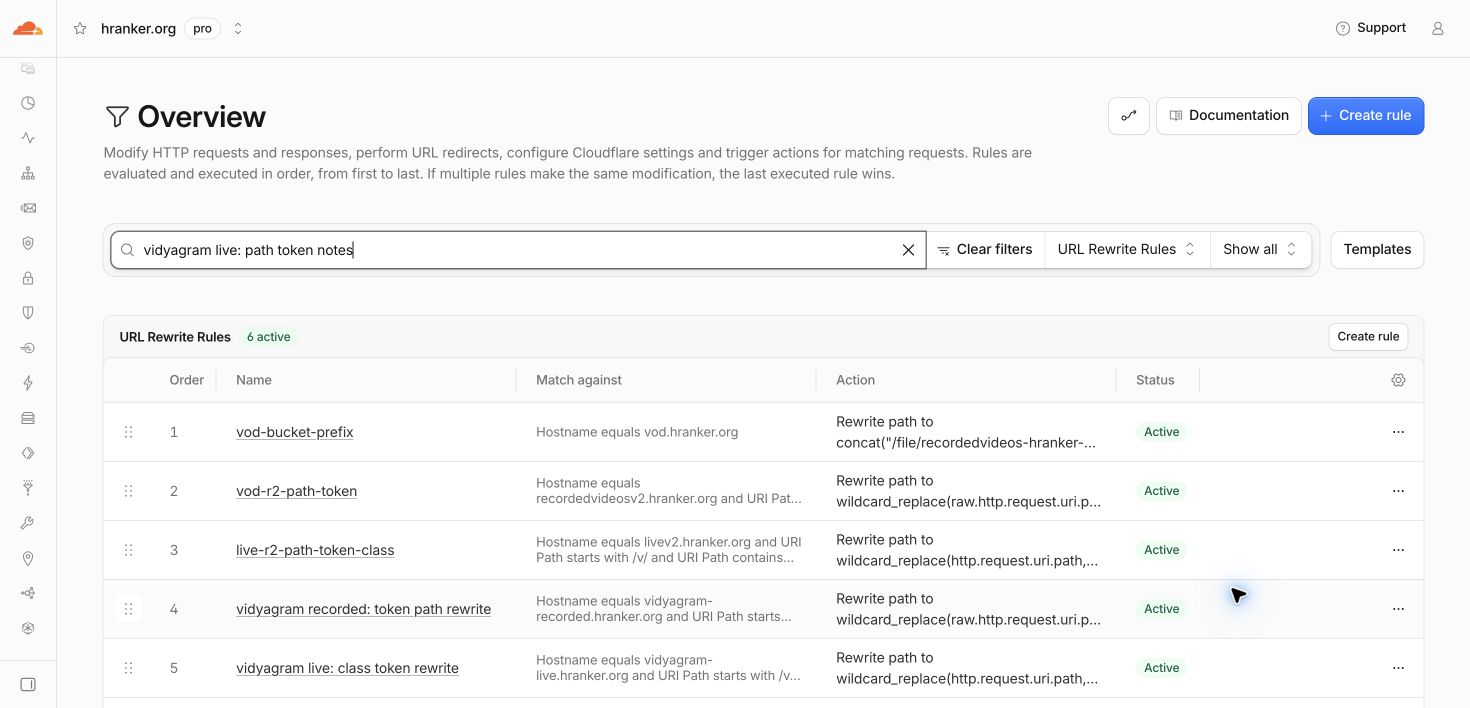 hranker.org pro
Support
Overview
Documentation
Create rule
Modify HTTP requests and responses, perform URL redirects, configure Cloudflare settings and trigger actions for matching requests. Rules are
evaluated and executed in order, from first to last. If multiple rules make the same modification, the last executed rule wins.
vidyagram live: path token notes
Clear filters
URL Rewrite Rules
Show all
Templates
URL Rewrite Rules 6 active
Create rule
Order Name Match against Action Status
1 vod-bucket-prefix
Hostname equals vod.hranker.org
Rewrite path to
concat("/file/recordedvideos-hranker-...
Active
2 vod-r2-path-token
Hostname equals
recordedvideosv2.hranker.org and URI Pat...
Rewrite path to
wildcard_replace(raw.http.request.uri.p...
Active
3 live-r2-path-token-class
Hostname equals livev2.hranker.org and URI
Path starts with /v/ and URI Path contains...
Rewrite path to
wildcard_replace(http.request.uri.path,...
Active
4 vidyagram recorded: token path rewrite
Hostname equals vidyagram-
recorded.hranker.org and URI Path starts...
Rewrite path to
wildcard_replace(raw.http.request.uri.p...
Active
5 vidyagram live: class token rewrite
Hostname equals vidyagram-
live.hranker.org and URI Path starts with /v...
Rewrite path to
wildcard_replace(http.request.uri.path,...
Active